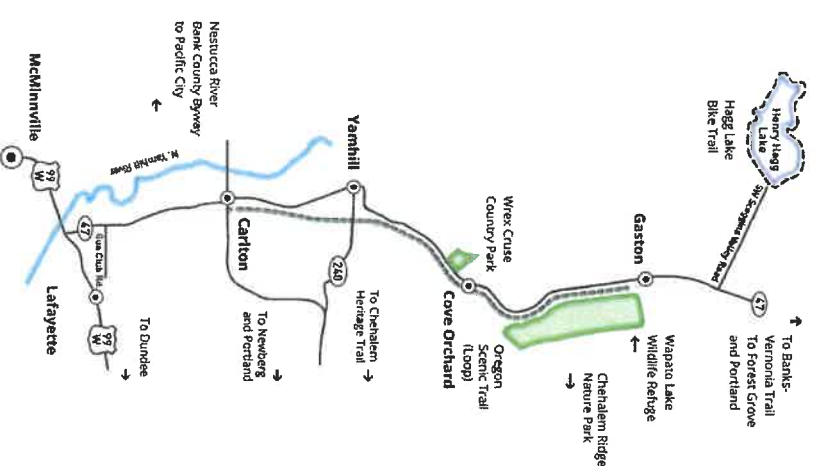 To Banks-
Vernonia Trail
To Forest Grove
and Portland
47
Henry Hagg
Lake
Hagg Lake
Bike Trail
SW Scoggins Valley Road
Gaston
Wapato Lake
Wildlife Refuge
Chehalem Ridge
Nature Park
Wrex Cruse
Country Park
Oregon
Scenic Trail
(Loop)
Cove Orchard
Yamhill
240
To Chehalem
Heritage Trail
Carlton
To Newberg
and Portland
Nestucca River
Bank County Byway
to Pacific City
N. Yamhill River
47
Gun Club Rd.
99
W
99
W
To Dundee
McMinnville
Lafayette